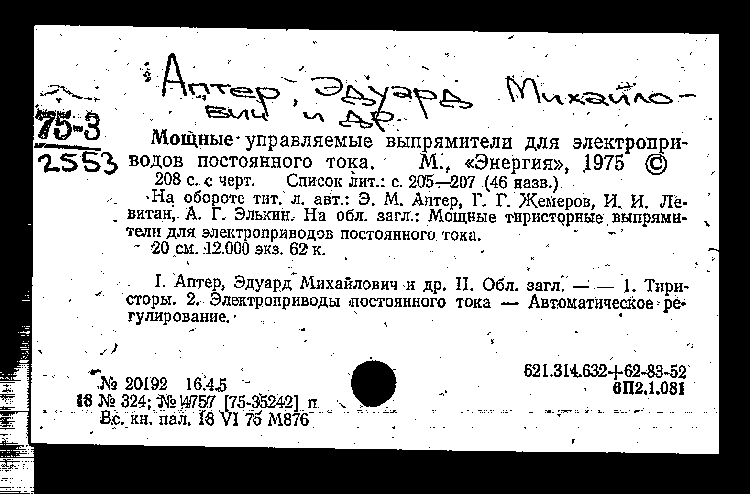 Аптер, Эдуард Михайло-
вич и др.
75-3
2553
Мощные управляемые выпрямители для электропри-
водов постоянного тока. М., «Энергия», 1975 ©
208 с. с черт. Список лит.: с. 205—207 (46 назв.)
На обороте тит. л. авт.: Э. М. Аптер, Г. Г. Жемеров, И. И. Ле-
витан, А. Г. Элькин. На обл. загл.: Мощные тиристорные выпрями-
тели для электроприводов постоянного тока.
20 см. 12.000 экз. 62 к.
I. Аптер, Эдуард Михайлович и др. II. Обл. загл. — — 1. Тири-
сторы. 2. Электроприводы постоянного тока — Автоматическое ре-
гулирование.
621.314.632+62-83-52
№ 20192 16.4.5
6П2.1.081
18 № 324; № 14757 [75-35242] п
Вс. кн. пал. 18 VI 75 М876